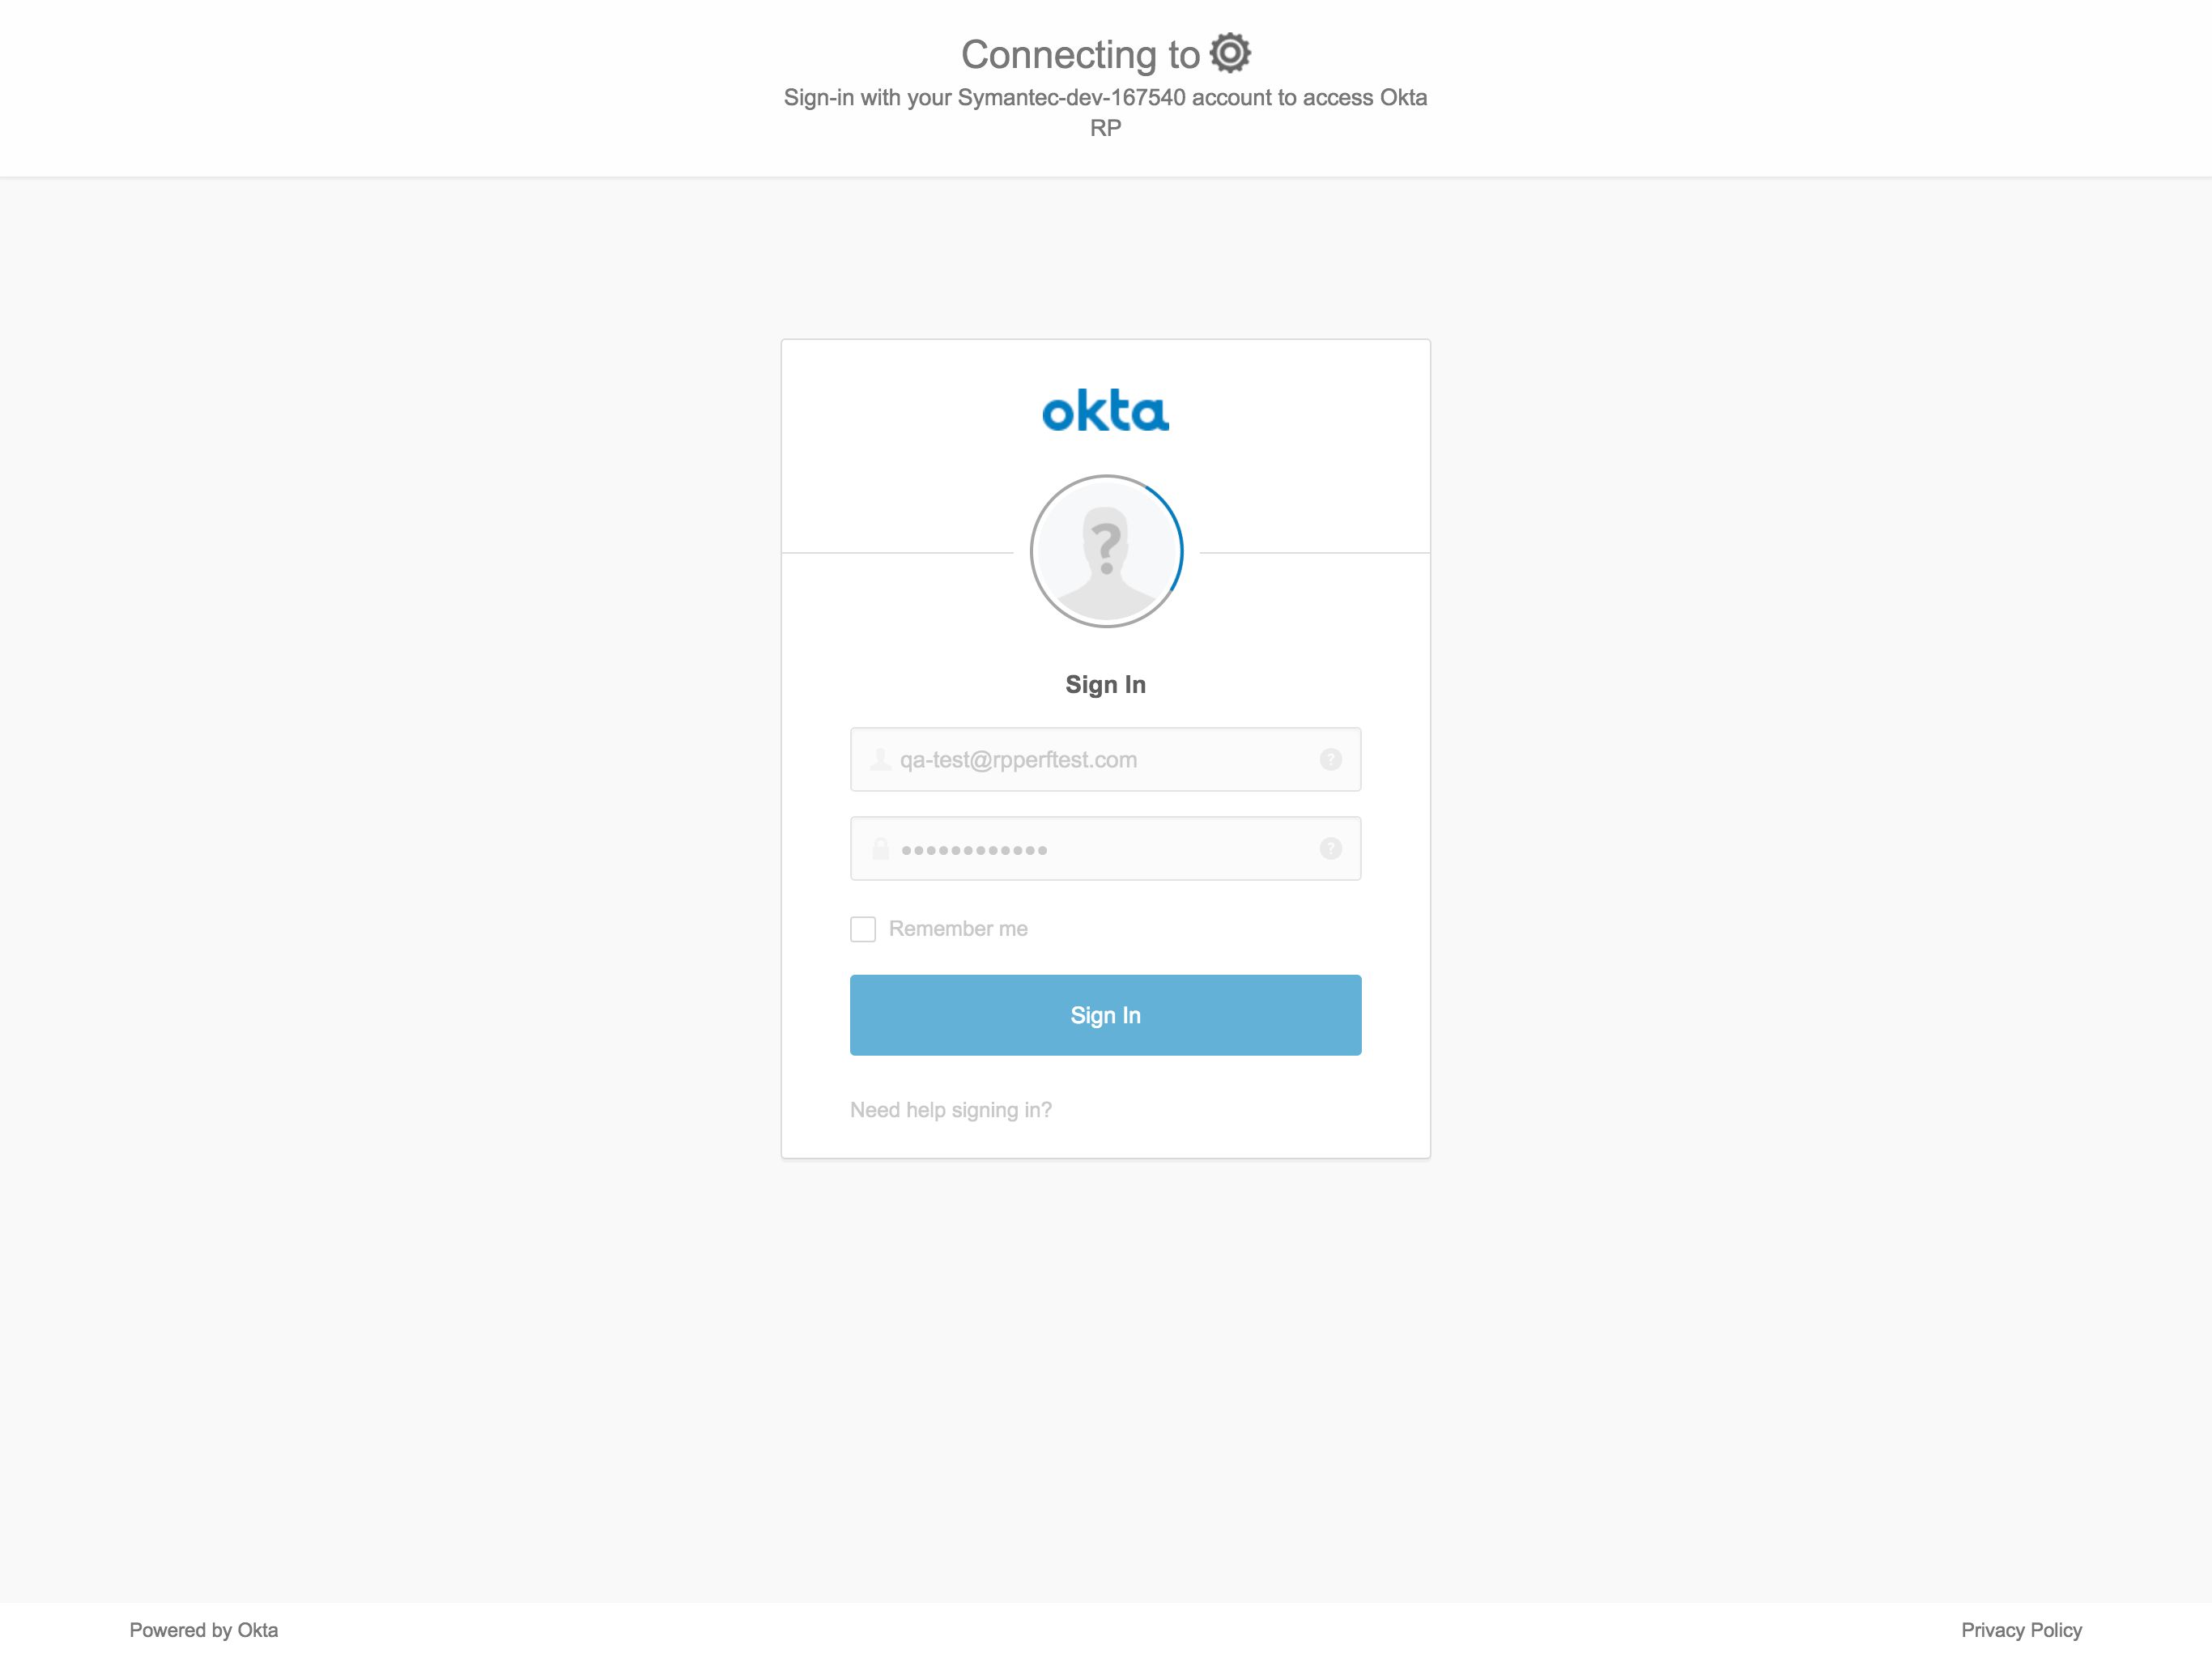 Connecting to
Sign-in with your Symantec-dev-167540 account to access Okta
RP
okta
?
Sign In
qa-test@rpperftest.com ?
•••••••••••• ?
Remember me
Sign In
Need help signing in?
Powered by Okta Privacy Policy